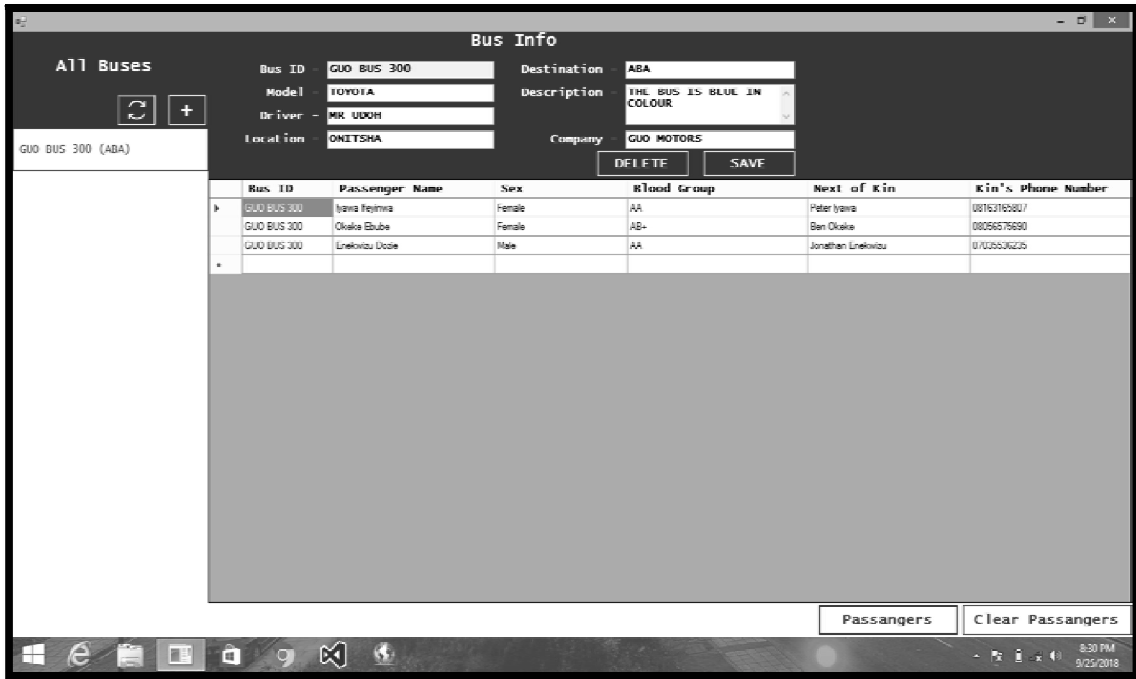 Bus Info
All Buses
+
GUO BUS 300 (ABA)
Bus ID - GUO BUS 300
Model - TOYOTA
Driver - MR UDOH
Location - ONITSHA
Destination - ABA
Description - THE BUS IS BLUE IN
COLOUR
Company - GUO MOTORS
DELETE SAVE
Bus ID Passenger Name Sex Blood Group Next of Kin Kin's Phone Number
GUO BUS 300 Iyawa Ifeyinwa Female AA Peter Iyawa 08163165807
GUO BUS 300 Okeke Ebube Female AB+ Ben Okeke 08056575690
GUO BUS 300 Enekwizu Dozie Male AA Jonathan Enekwizu 07035536235
Passangers Clear Passangers
8:30 PM
9/25/2018